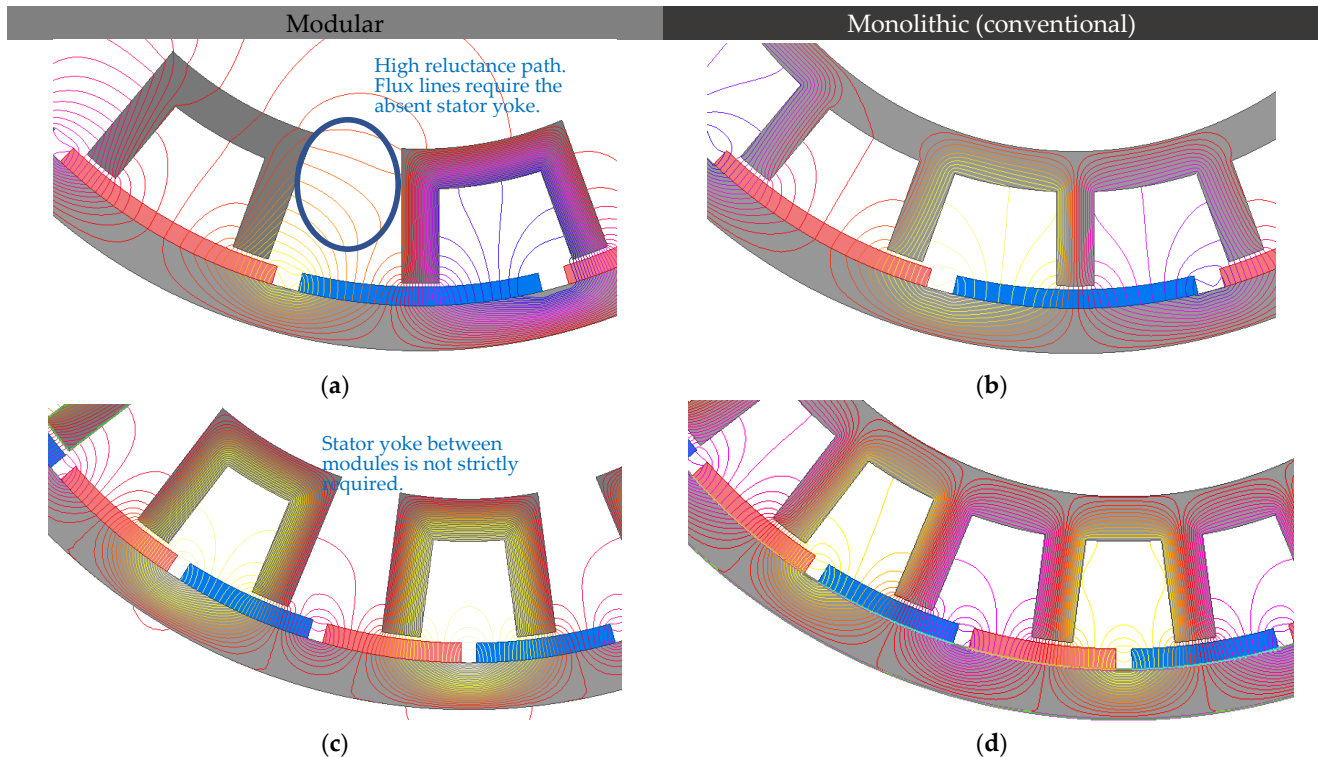 Modular
Monolithic (conventional)
High reluctance path.
Flux lines require the
absent stator yoke.
(a)
(b)
Stator yoke between
modules is not strictly
required.
(c)
(d)